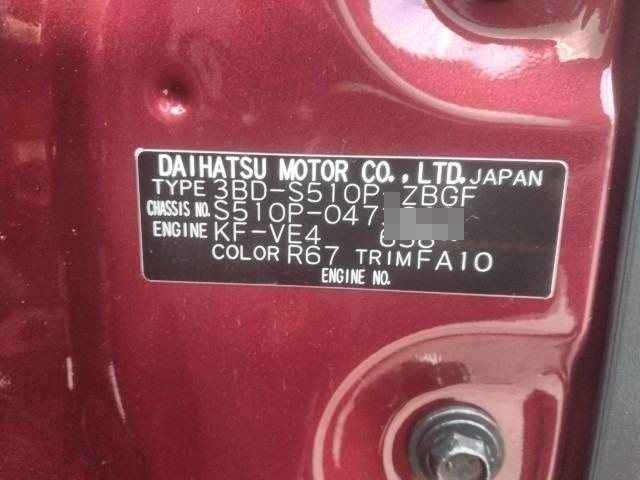 DAIHATSU MOTOR CO., LTD. JAPAN
TYPE 3BD-S510P-ZBGF
CHASSIS NO. S510P-047
ENGINE KF-VE4 658
COLOR R67 TRIM FA10
ENGINE NO.